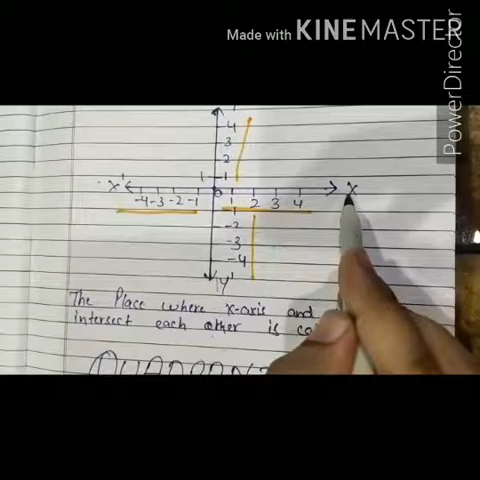 Made with KINEMASTER
PowerDirector
4
3
2
1 1
X' -4 -3 -2 -1 0 1 2 3 4 X
-1
-2
-3
-4
Y'
The Place where x-axis and
intersect each other is